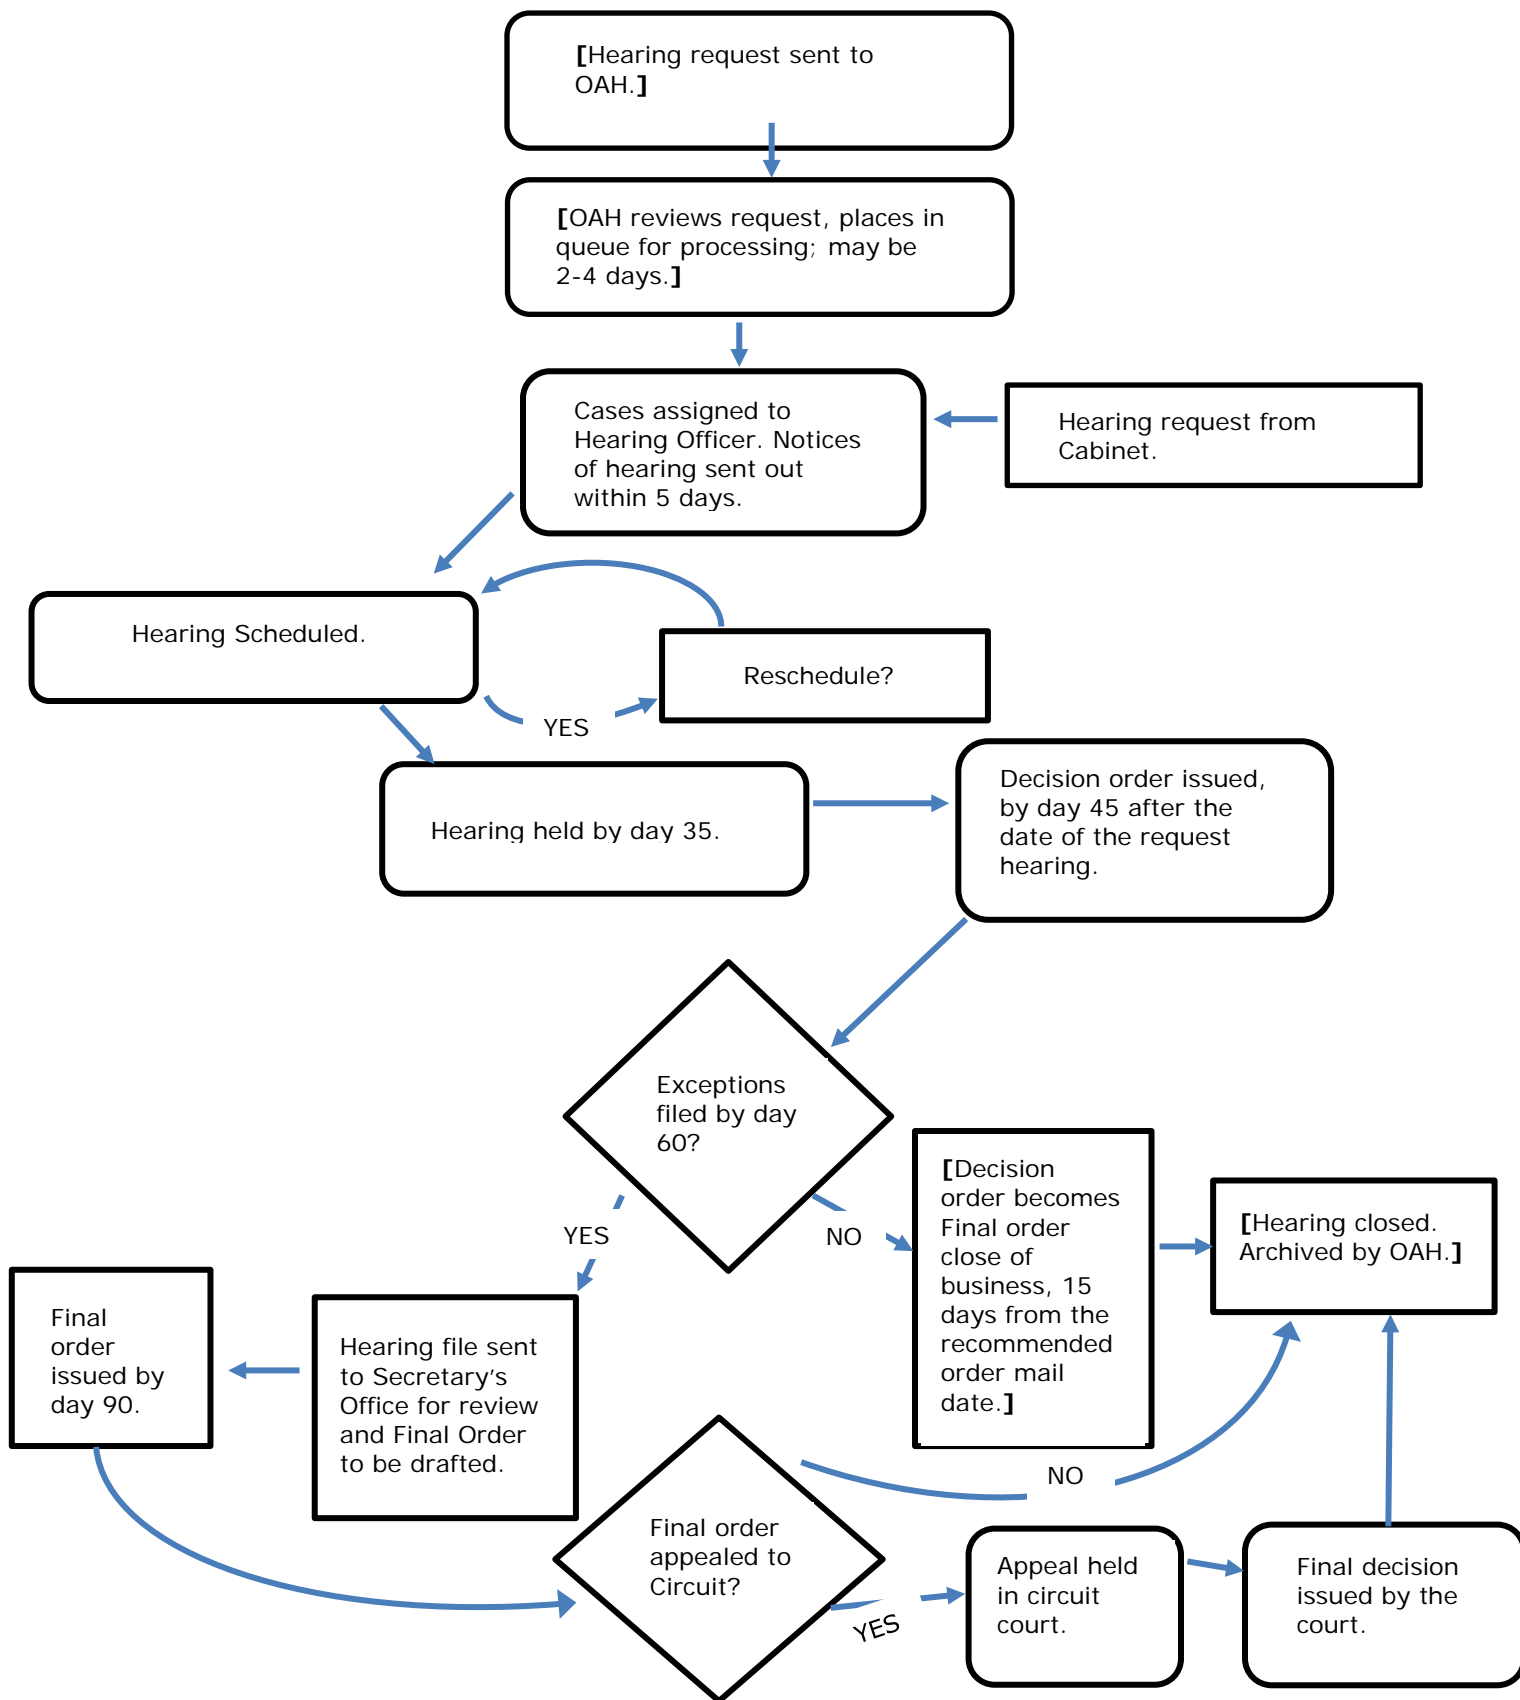 [Hearing request sent to
OAH.]
[OAH reviews request, places in
queue for processing; may be
2-4 days.]
Cases assigned to
Hearing Officer. Notices
of hearing sent out
within 5 days.
Hearing request from
Cabinet.
Hearing Scheduled.
Reschedule?
YES
Hearing held by day 35.
Decision order issued,
by day 45 after the
date of the request
hearing.
Exceptions
filed by day
60?
YES
NO
[Decision
order becomes
Final order
close of
business, 15
days from the
recommended
order mail
date.]
[Hearing closed.
Archived by OAH.]
Final
order
issued by
day 90.
Hearing file sent
to Secretary's
Office for review
and Final Order
to be drafted.
NO
Final order
appealed to
Circuit?
YES
Appeal held
in circuit
court.
Final decision
issued by the
court.